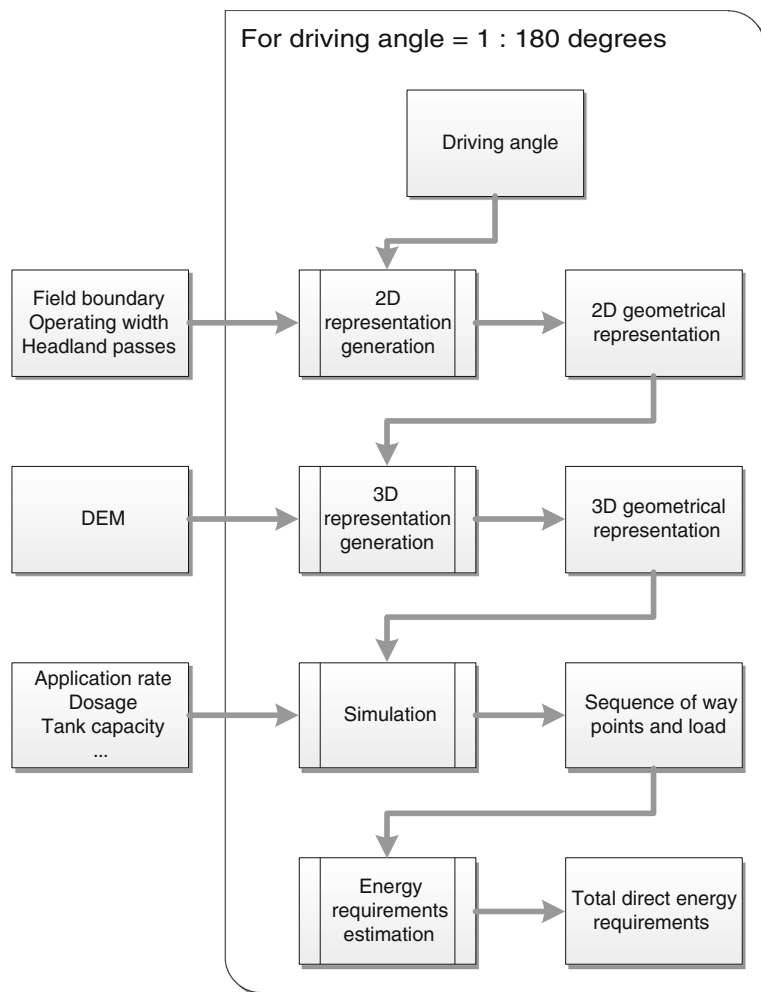 For driving angle = 1 : 180 degrees
Driving angle
Field boundary
Operating width
Headland passes
2D
representation
generation
2D geometrical
representation
DEM
3D
representation
generation
3D geometrical
representation
Application rate
Dosage
Tank capacity
...
Simulation
Sequence of way
points and load
Energy
requirements
estimation
Total direct energy
requirements